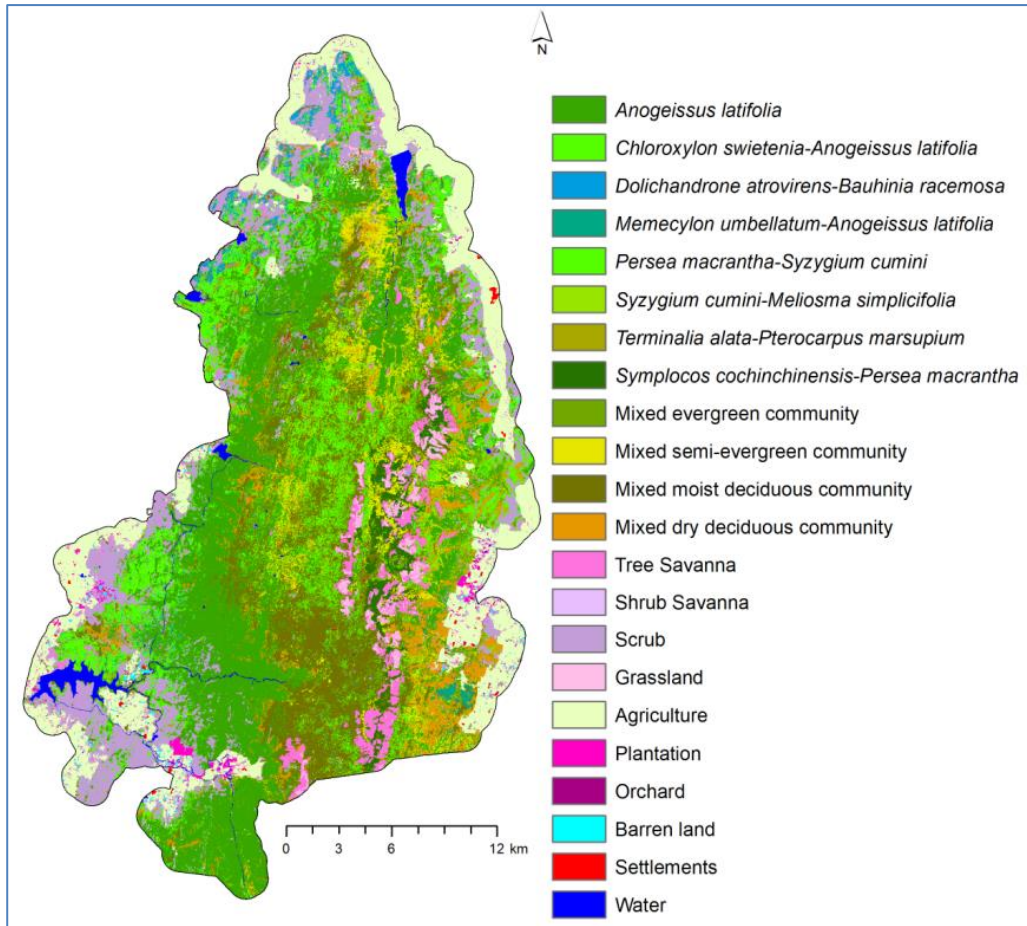 N
Anogeissus latifolia
Chloroxylon swietenia-Anogeissus latifolia
Dolichandrone atrovirens-Bauhinia racemosa
Memecylon umbellatum-Anogeissus latifolia
Persea macrantha-Syzygium cumini
Syzygium cumini-Meliosma simplicifolia
Terminalia alata-Pterocarpus marsupium
Symplocos cochinchinensis-Persea macrantha
Mixed evergreen community
Mixed semi-evergreen community
Mixed moist deciduous community
Mixed dry deciduous community
Tree Savanna
Shrub Savanna
Scrub
Grassland
Agriculture
Plantation
Orchard
Barren land
Settlements
Water
0 3 6 12 km